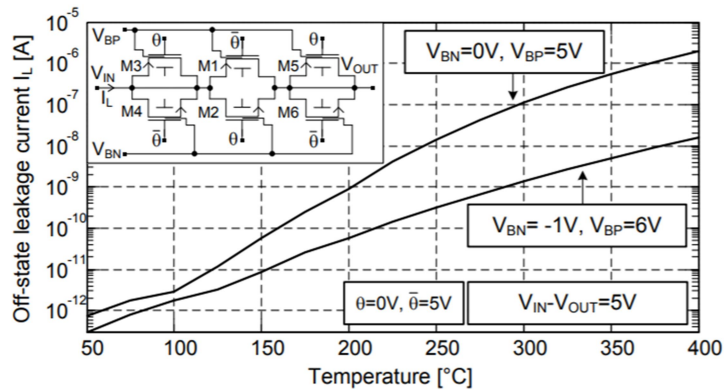 Off-state leakage current I_L [A]
10^-5
10^-6
10^-7
10^-8
10^-9
10^-10
10^-11
10^-12
V_BP
θ
θ̅
θ
M3
M1
M5
V_OUT
V_IN
I_L
M4
M2
M6
θ̅
θ
θ̅
V_BN
V_BN=0V, V_BP=5V
V_BN= -1V, V_BP=6V
θ=0V, θ̅=5V
V_IN-V_OUT=5V
50 100 150 200 250 300 350 400
Temperature [°C]